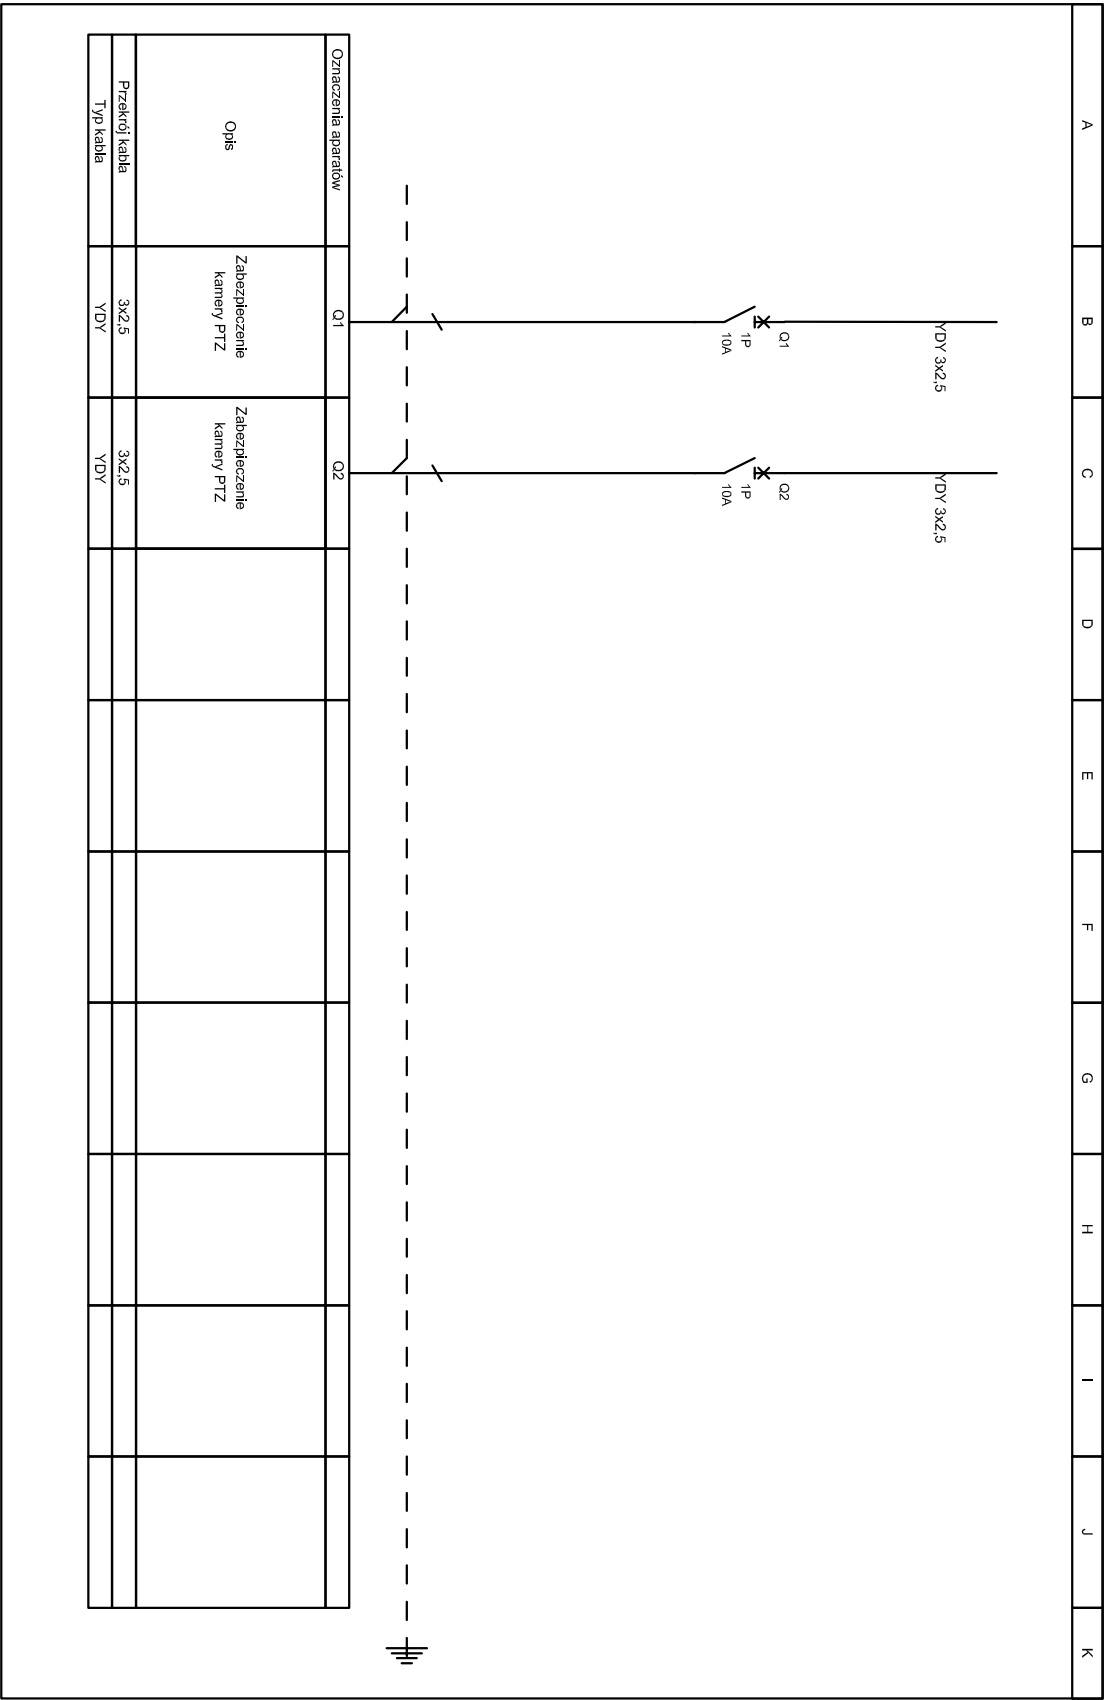 A
B
C
D
E
F
G
H
I
J
K
YDY 3x2,5
YDY 3x2,5
Q1
1P
10A
Q2
1P
10A
Oznaczenia aparatów
Q1
Q2
Opis
Zabezpieczenie
kamery PTZ
Zabezpieczenie
kamery PTZ
Przekrój kabla
3x2,5
3x2,5
Typ kabla
YDY
YDY